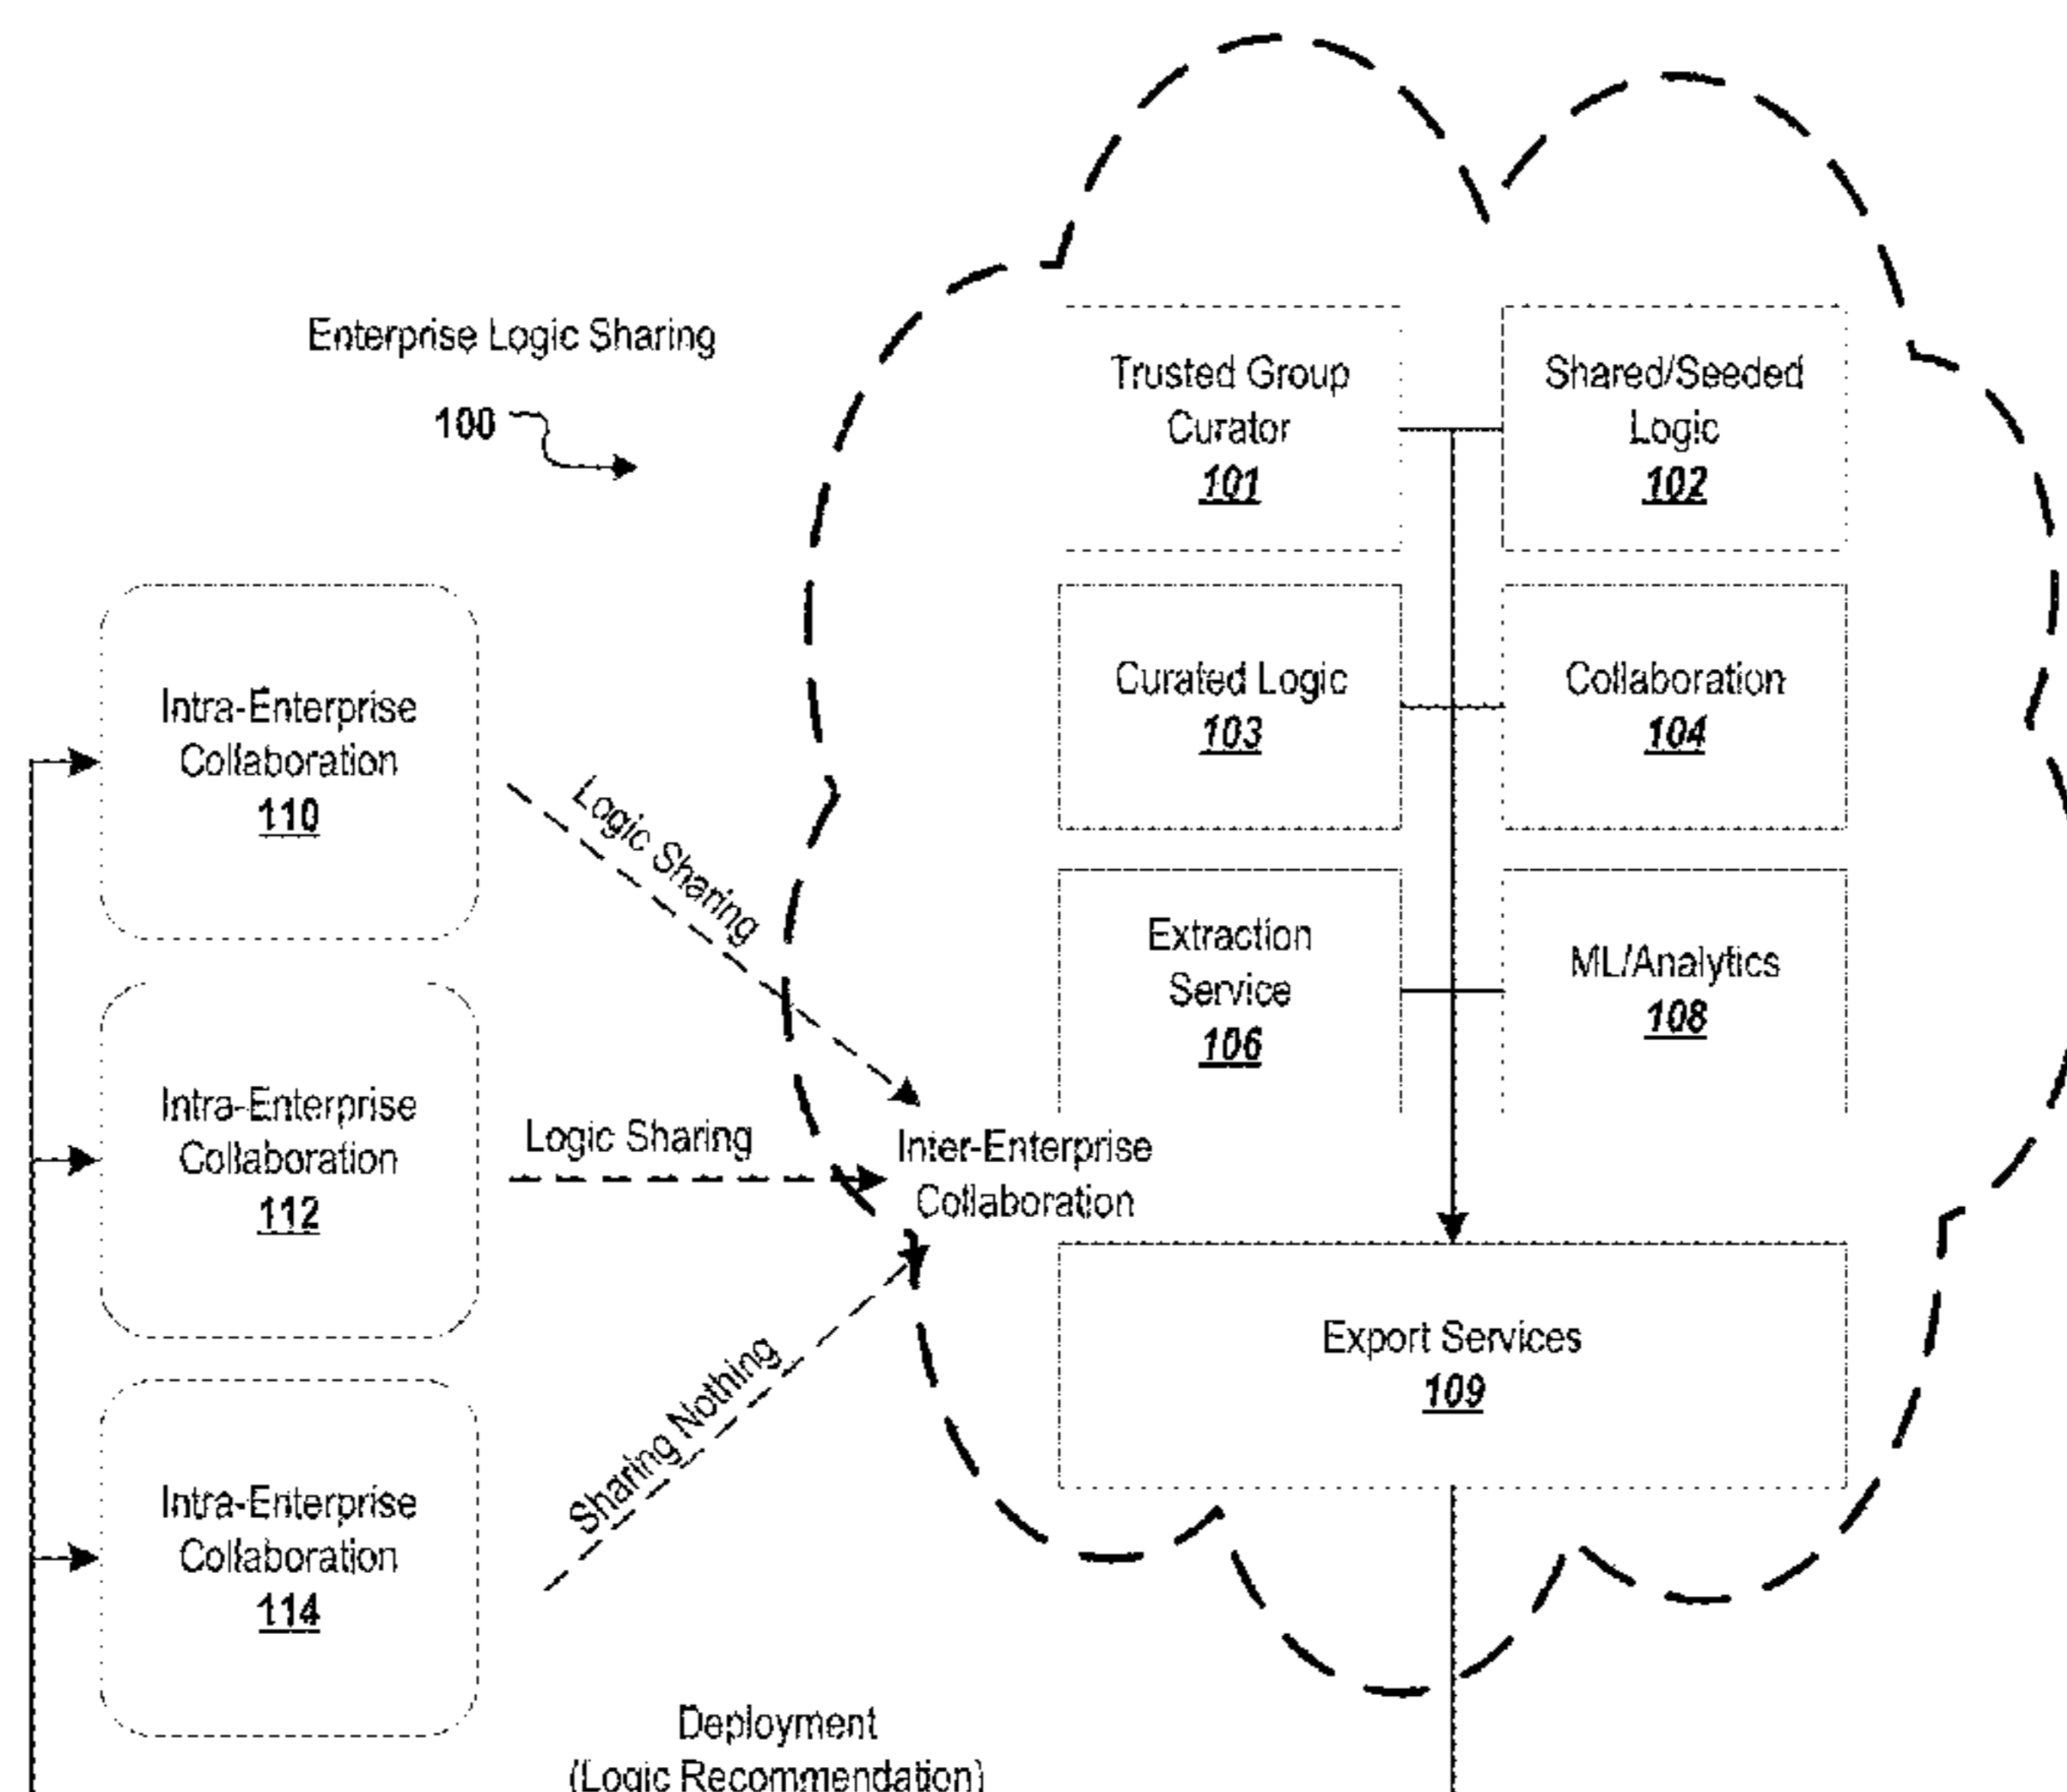 Enterprise Logic Sharing
100
Trusted Group
Curator
101
Shared/Seeded
Logic
102
Curated Logic
103
Collaboration
104
Extraction
Service
106
ML/Analytics
108
Intra-Enterprise
Collaboration
110
Logic Sharing
Intra-Enterprise
Collaboration
112
Logic Sharing
Inter-Enterprise
Collaboration
Export Services
109
Intra-Enterprise
Collaboration
114
Sharing Nothing
Deployment
(Logic Recommendation)